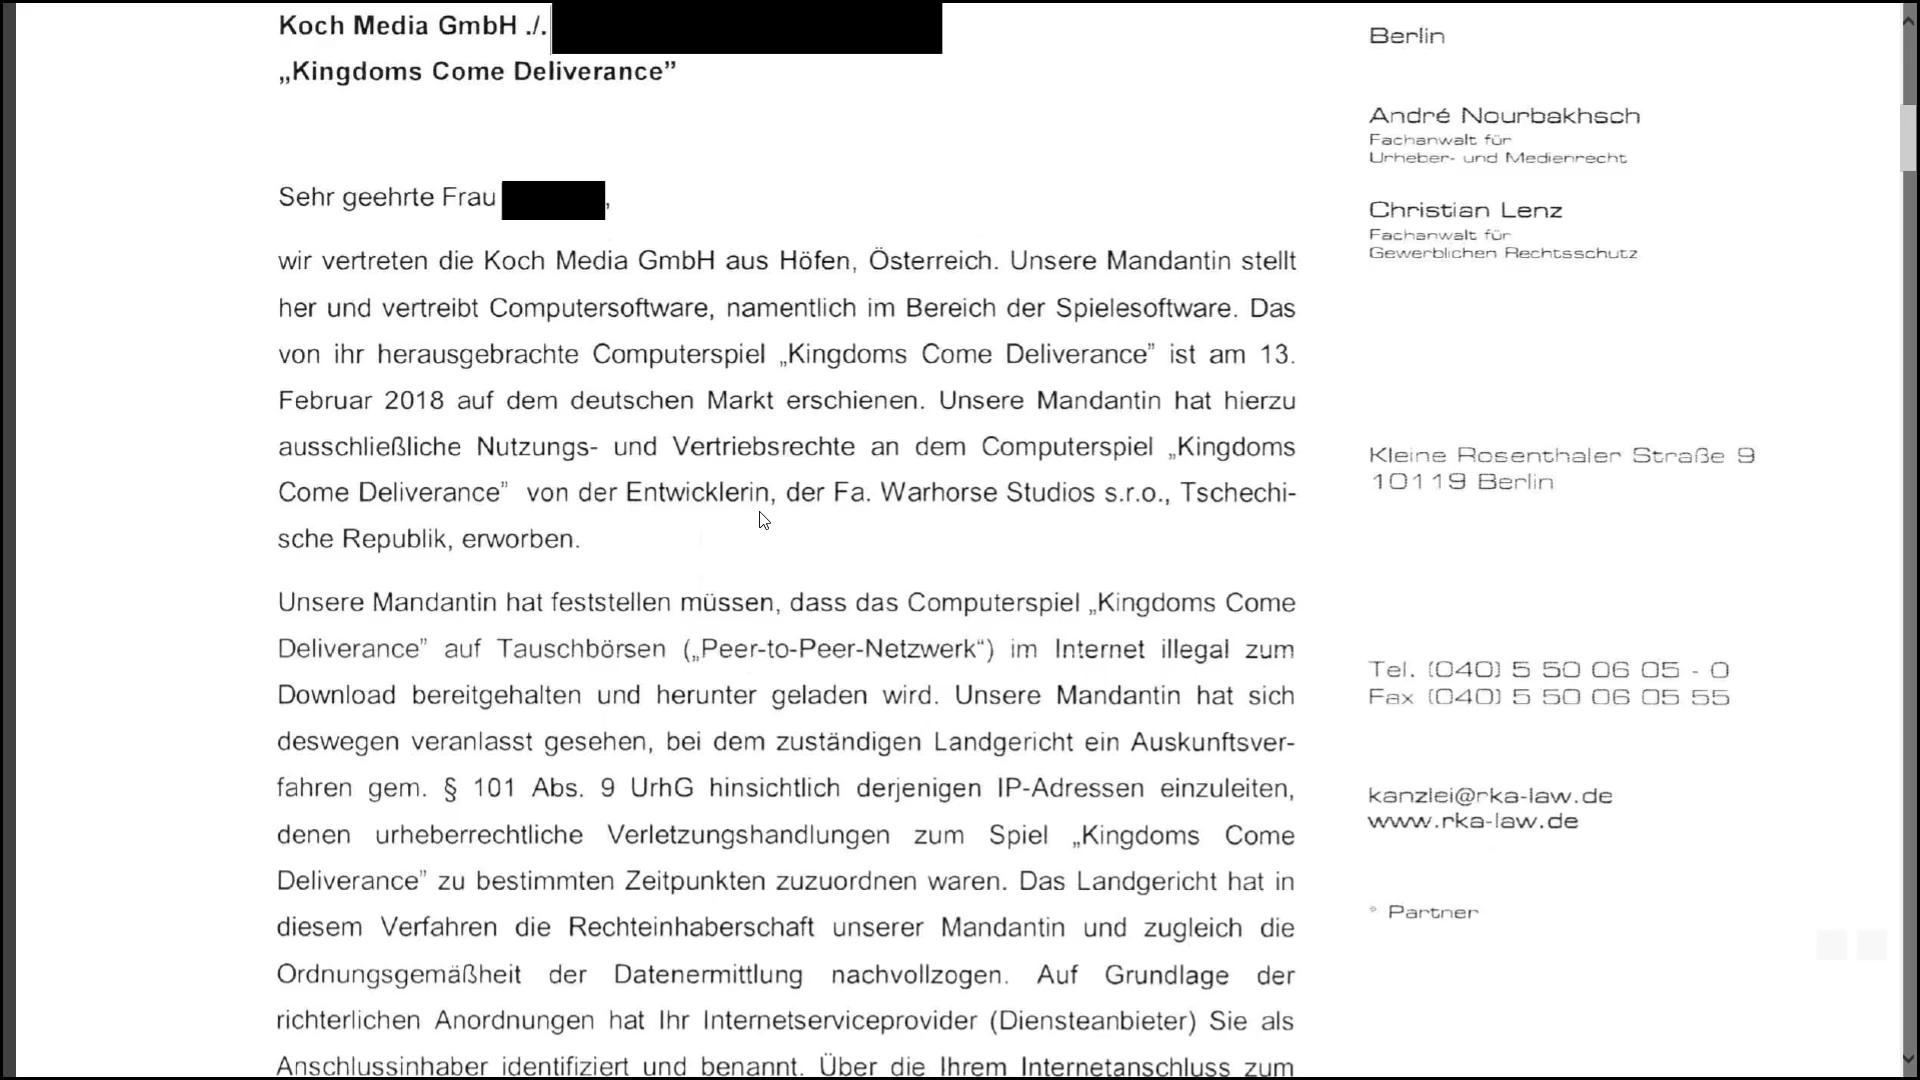 Koch Media GmbH ./.
„Kingdoms Come Deliverance”
Sehr geehrte Frau ,
wir vertreten die Koch Media GmbH aus Höfen, Österreich. Unsere Mandantin stellt
her und vertreibt Computersoftware, namentlich im Bereich der Spielesoftware. Das
von ihr herausgebrachte Computerspiel „Kingdoms Come Deliverance” ist am 13.
Februar 2018 auf dem deutschen Markt erschienen. Unsere Mandantin hat hierzu
ausschließliche Nutzungs- und Vertriebsrechte an dem Computerspiel „Kingdoms
Come Deliverance” von der Entwicklerin, der Fa. Warhorse Studios s.r.o., Tschechi-
sche Republik, erworben.
Unsere Mandantin hat feststellen müssen, dass das Computerspiel „Kingdoms Come
Deliverance” auf Tauschbörsen („Peer-to-Peer-Netzwerk“) im Internet illegal zum
Download bereitgehalten und herunter geladen wird. Unsere Mandantin hat sich
deswegen veranlasst gesehen, bei dem zuständigen Landgericht ein Auskunftsver-
fahren gem. § 101 Abs. 9 UrhG hinsichtlich derjenigen IP-Adressen einzuleiten,
denen urheberrechtliche Verletzungshandlungen zum Spiel „Kingdoms Come
Deliverance” zu bestimmten Zeitpunkten zuzuordnen waren. Das Landgericht hat in
diesem Verfahren die Rechteinhaberschaft unserer Mandantin und zugleich die
Ordnungsgemäßheit der Datenermittlung nachvollzogen. Auf Grundlage der
richterlichen Anordnungen hat Ihr Internetserviceprovider (Diensteanbieter) Sie als
Anschlussinhaber identifiziert und benannt. Über die Ihrem Internetanschluss zum
Berlin
André Nourbakhsch
Fachanwalt für
Urheber- und Medienrecht
Christian Lenz
Fachanwalt für
Gewerblichen Rechtsschutz
Kleine Rosenthaler Straße 9
10119 Berlin
Tel. (040) 5 50 06 05 - 0
Fax (040) 5 50 06 05 55
kanzlei@rka-law.de
www.rka-law.de
° Partner